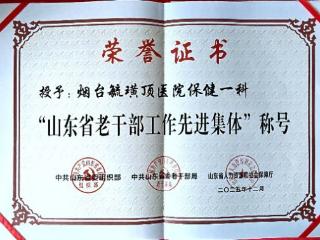 荣誉证书
授予：烟台毓璜顶医院保健一科
“山东省老干部工作先进集体”称号
中共山东省委组织部 中共山东省委老干部局 山东省人力资源和社会保障厅
二〇二五年十二月